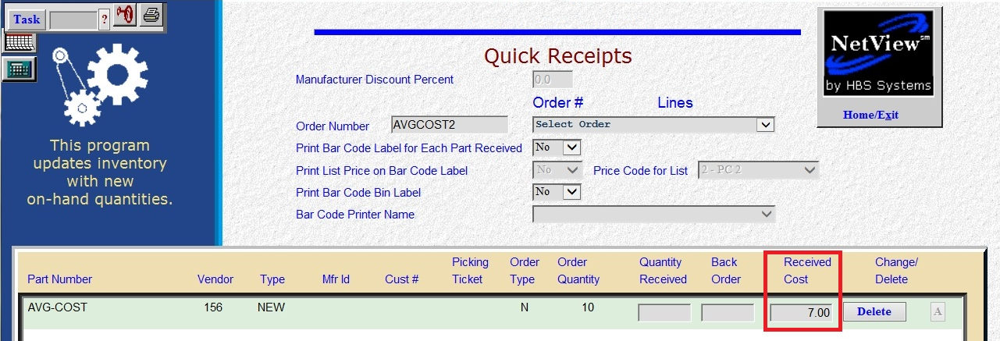 Task ?
NetView℠
by HBS Systems
Home/Exit
This program
updates inventory
with new
on-hand quantities.
Quick Receipts
Manufacturer Discount Percent 0.0
Order # Lines
Order Number AVGCOST2 Select Order
Print Bar Code Label for Each Part Received No
Print List Price on Bar Code Label No Price Code for List 2 - PC 2
Print Bar Code Bin Label No
Bar Code Printer Name
Picking Order Order Quantity Back Received Change/
Part Number Vendor Type Mfr Id Cust # Ticket Type Quantity Received Order Cost Delete
AVG-COST 156 NEW N 10 7.00 Delete A